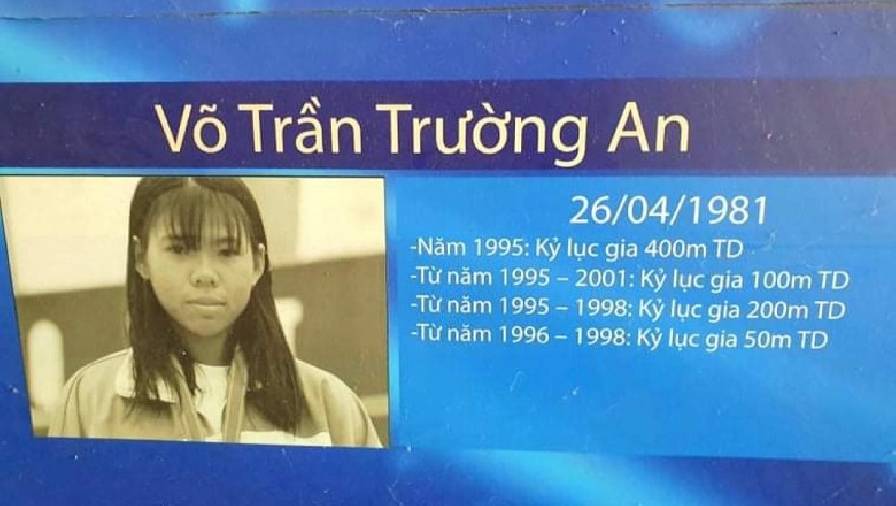 Võ Trần Trường An
26/04/1981
-Năm 1995: Kỷ lục gia 400m TD
-Từ năm 1995 – 2001: Kỷ lục gia 100m TD
-Từ năm 1995 – 1998: Kỷ lục gia 200m TD
-Từ năm 1996 – 1998: Kỷ lục gia 50m TD